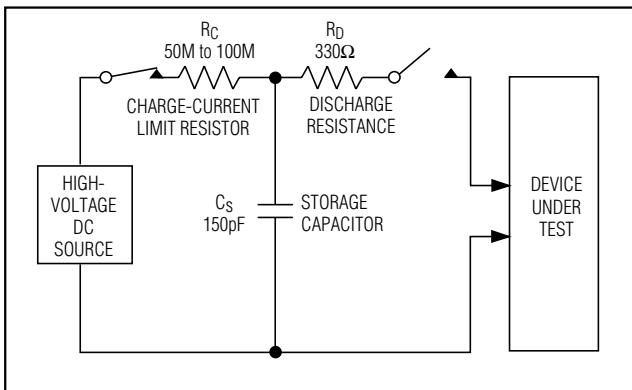 R_C
50M to 100M
CHARGE-CURRENT
LIMIT RESISTOR
R_D
330Ω
DISCHARGE
RESISTANCE
HIGH-
VOLTAGE
DC
SOURCE
C_S
150pF
STORAGE
CAPACITOR
DEVICE
UNDER
TEST